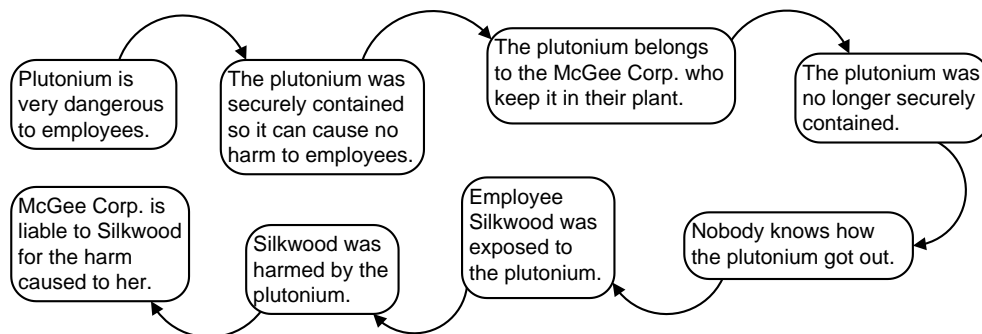 Plutonium is
very dangerous
to employees.
The plutonium was
securely contained
so it can cause no
harm to employees.
The plutonium belongs
to the McGee Corp. who
keep it in their plant.
The plutonium was
no longer securely
contained.
Nobody knows how
the plutonium got out.
Employee
Silkwood was
exposed to
the plutonium.
Silkwood was
harmed by the
plutonium.
McGee Corp. is
liable to Silkwood
for the harm
caused to her.